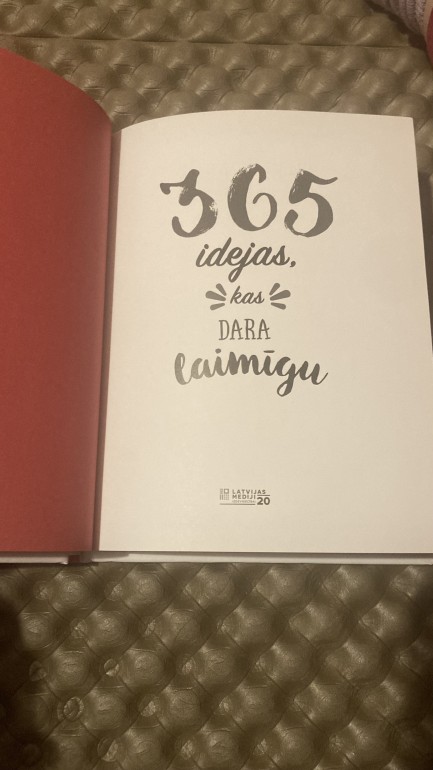 365
idejas,
kas
DARA
laimīgu
LATVIJAS
MEDIJI
20